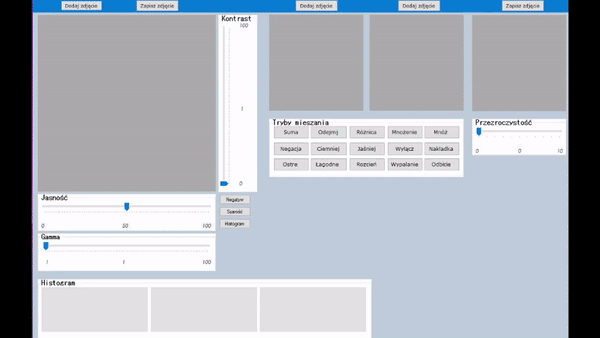 Dodaj zdjęcie
Zapisz zdjęcie
Dodaj zdjęcie
Dodaj zdjęcie
Zapisz zdjęcie
Kontrast
100
1
0
Tryby mieszania
Suma Odejmij Różnica Mnożenie Mnóż
Negacja Ciemniej Jaśniej Wyłącz Nakładka
Ostre Łagodne Rozcień Wypalanie Odbicie
Przezroczystość
0 0 10
Jasność
0 50 100
Negatyw
Szarość
Histogram
Gamma
1 1 100
Histogram